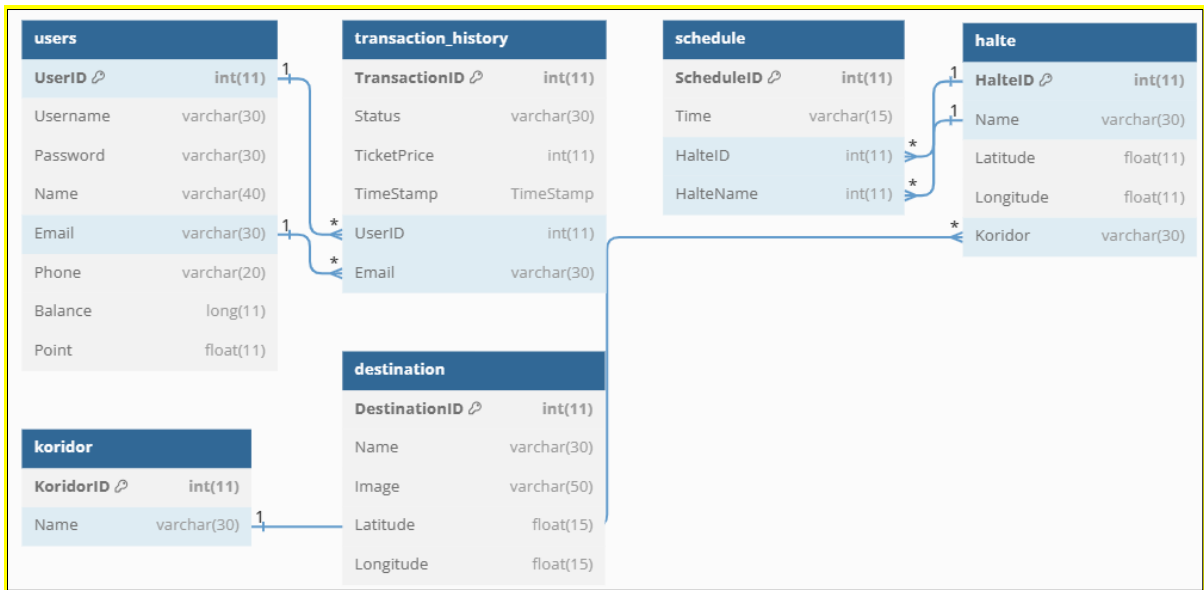 users
UserID int(11)
Username varchar(30)
Password varchar(30)
Name varchar(40)
Email varchar(30)
Phone varchar(20)
Balance long(11)
Point float(11)
1
1
transaction_history
TransactionID int(11)
Status varchar(30)
TicketPrice int(11)
TimeStamp TimeStamp
* UserID int(11)
* Email varchar(30)
schedule
ScheduleID int(11)
Time varchar(15)
HalteID int(11) *
HalteName int(11) *
halte
1 HalteID int(11)
1 Name varchar(30)
Latitude float(11)
Longitude float(11)
* Koridor varchar(30)
koridor
KoridorID int(11)
Name varchar(30) 1
destination
DestinationID int(11)
Name varchar(30)
Image varchar(50)
Latitude float(15)
Longitude float(15)